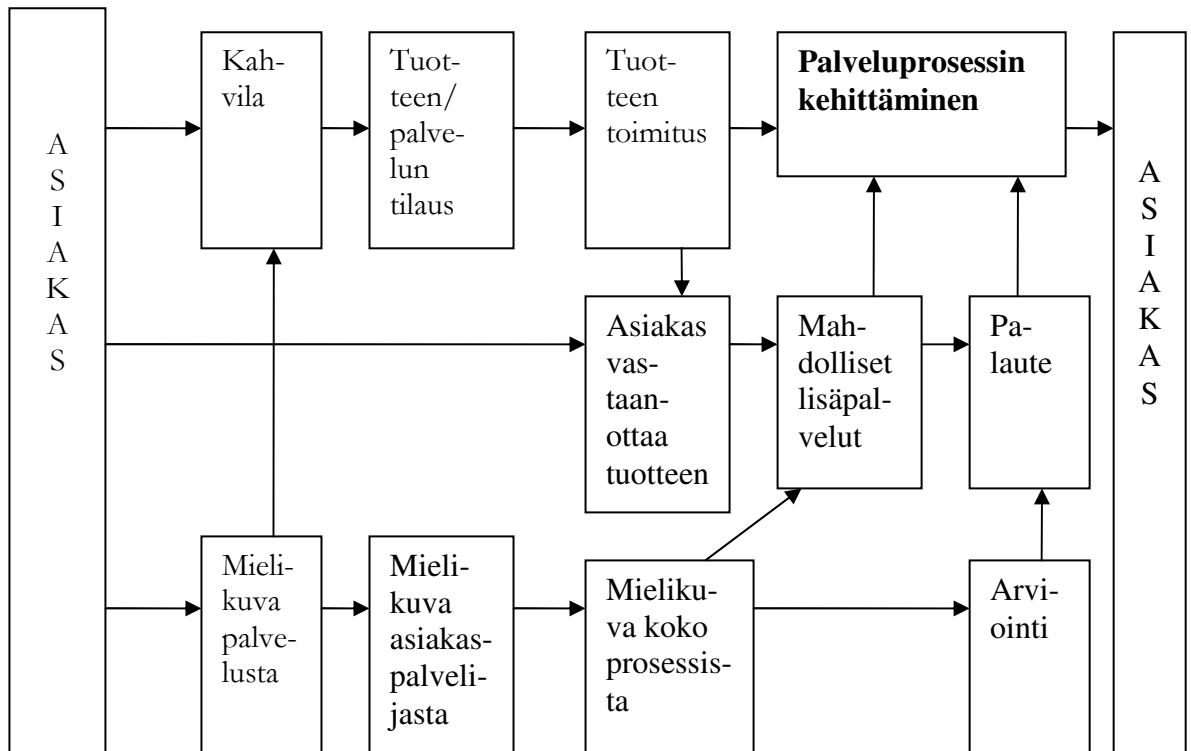 A
S
I
A
K
A
S
Kah-
vila
Tuot-
teen/
palve-
lun
tilaus
Tuot-
teen
toimitus
Palveluprosessin
kehittäminen
Asiakas
vas-
taan-
ottaa
tuotteen
Mah-
dolliset
lisäpal-
velut
Pa-
laute
Mieli-
kuva
palve-
lusta
Mieli-
kuva
asiakas-
palveli-
jasta
Mieliku-
va koko
prosessis-
ta
Arvi-
ointi
A
S
I
A
K
A
S